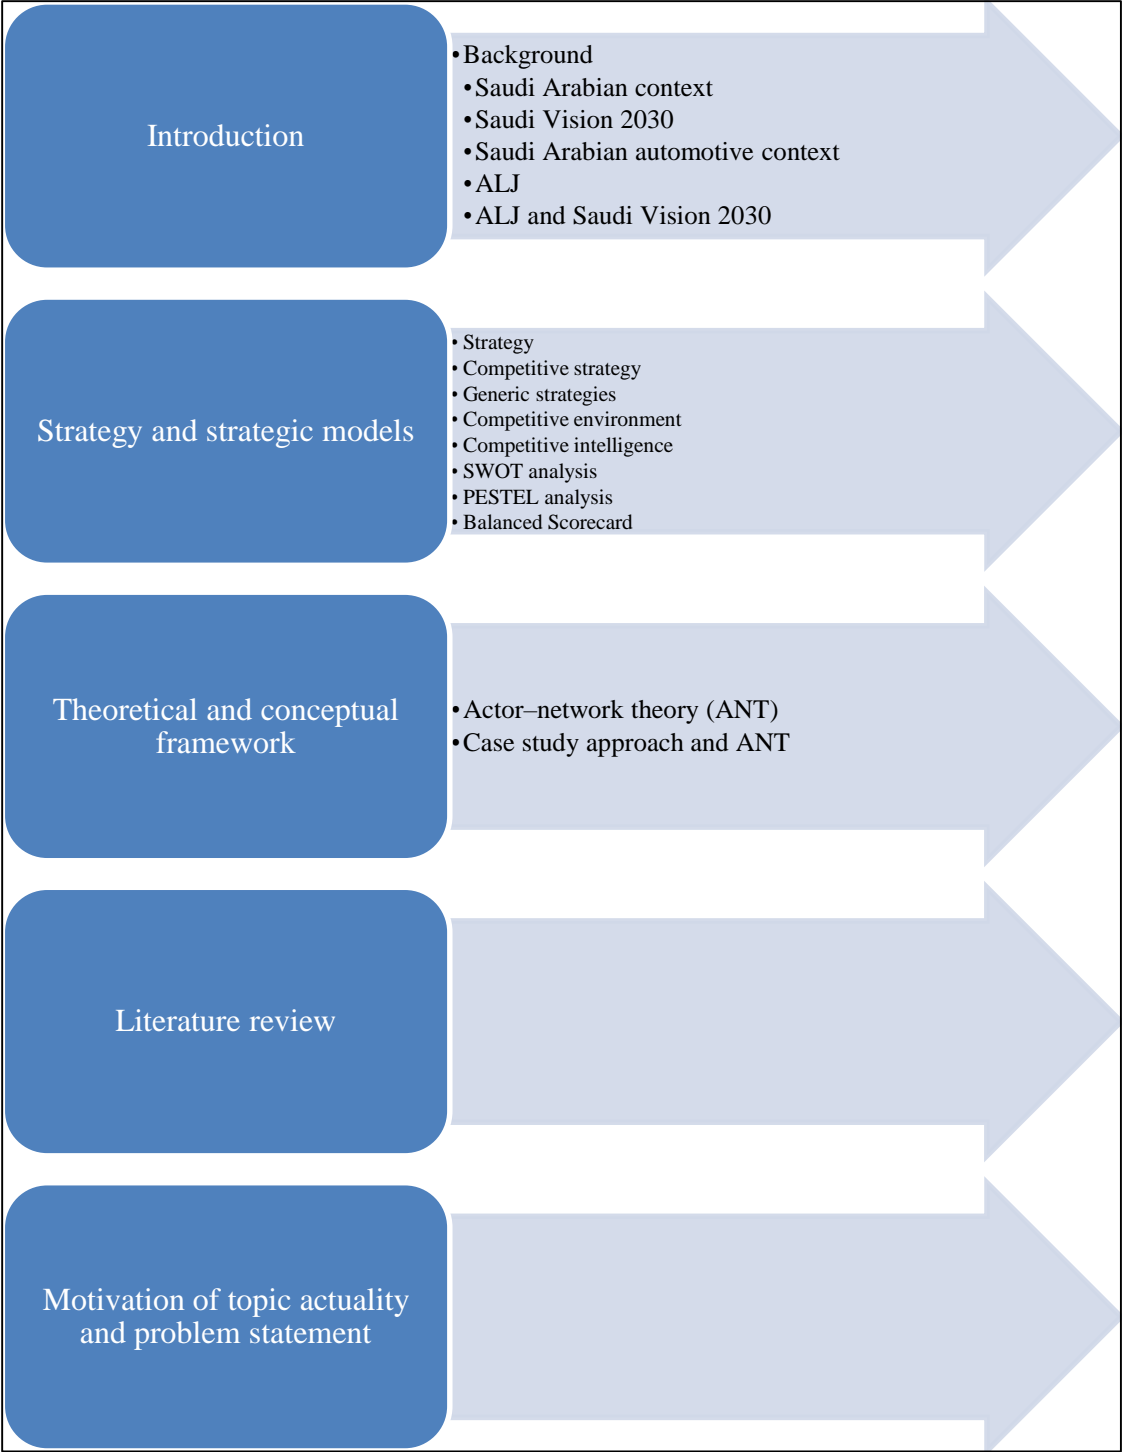 Introduction
•Background
•Saudi Arabian context
•Saudi Vision 2030
•Saudi Arabian automotive context
•ALJ
•ALJ and Saudi Vision 2030
Strategy and strategic models
• Strategy
• Competitive strategy
• Generic strategies
• Competitive environment
• Competitive intelligence
• SWOT analysis
• PESTEL analysis
• Balanced Scorecard
Theoretical and conceptual
framework
•Actor–network theory (ANT)
•Case study approach and ANT
Literature review
Motivation of topic actuality
and problem statement